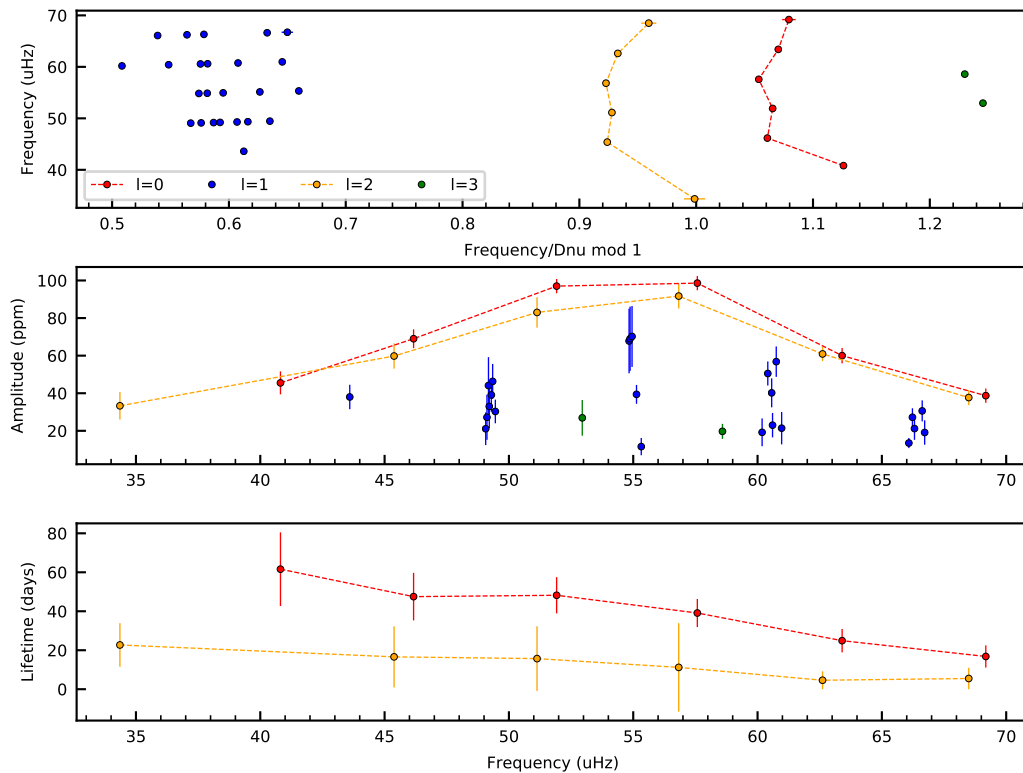 70
60
50
40
Frequency (uHz)
l=0 l=1 l=2 l=3
0.5 0.6 0.7 0.8 0.9 1.0 1.1 1.2
Frequency/Dnu mod 1
100
80
60
40
20
Amplitude (ppm)
35 40 45 50 55 60 65 70
80
60
40
20
0
Lifetime (days)
35 40 45 50 55 60 65 70
Frequency (uHz)